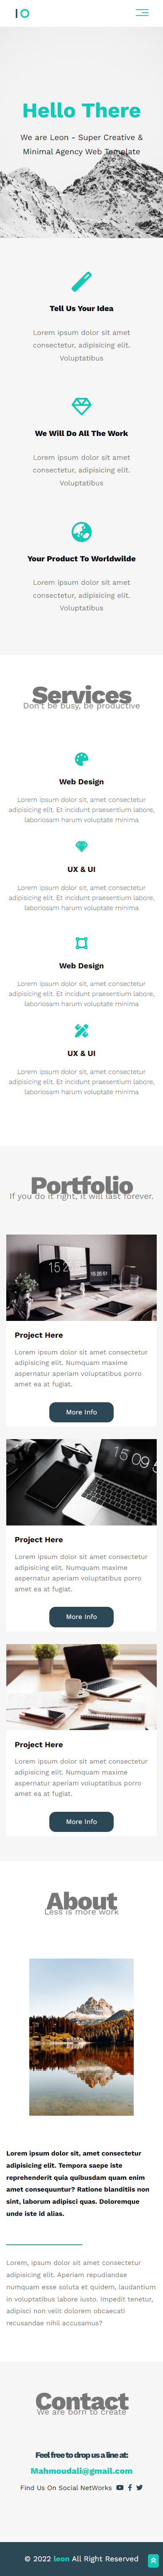 IO
Hello There
We are Leon - Super Creative &
Minimal Agency Web Template
Tell Us Your Idea
Lorem ipsum dolor sit amet
consectetur, adipisicing elit.
Voluptatibus
We Will Do All The Work
Lorem ipsum dolor sit amet
consectetur, adipisicing elit.
Voluptatibus
Your Product To Worldwilde
Lorem ipsum dolor sit amet
consectetur, adipisicing elit.
Voluptatibus
Services
Don't be busy, be productive
Web Design
Lorem ipsum dolor sit, amet consectetur
adipisicing elit. Et incidunt praesentium labore,
laboriosam harum voluptate minima
UX & UI
Lorem ipsum dolor sit, amet consectetur
adipisicing elit. Et incidunt praesentium labore,
laboriosam harum voluptate minima
Web Design
Lorem ipsum dolor sit, amet consectetur
adipisicing elit. Et incidunt praesentium labore,
laboriosam harum voluptate minima
UX & UI
Lorem ipsum dolor sit, amet consectetur
adipisicing elit. Et incidunt praesentium labore,
laboriosam harum voluptate minima
Portfolio
If you do it right, it will last forever.
Project Here
Lorem ipsum dolor sit amet consectetur
adipisicing elit. Numquam maxime
aspernatur aperiam voluptatibus porro
amet ea at fugiat.
More Info
Project Here
Lorem ipsum dolor sit amet consectetur
adipisicing elit. Numquam maxime
aspernatur aperiam voluptatibus porro
amet ea at fugiat.
More Info
Project Here
Lorem ipsum dolor sit amet consectetur
adipisicing elit. Numquam maxime
aspernatur aperiam voluptatibus porro
amet ea at fugiat.
More Info
About
Less is more work
Lorem ipsum dolor sit, amet consectetur
adipisicing elit. Tempora saepe iste
reprehenderit quia quibusdam quam enim
amet consequuntur? Ratione blanditiis non
sint, laborum adipisci quas. Doloremque
unde iste id alias.
Lorem, ipsum dolor sit amet consectetur
adipisicing elit. Aperiam repudiandae
numquam esse soluta et quidem, laudantium
in voluptatibus labore iusto. Impedit tenetur,
adipisci non velit dolorem obcaecati
recusandae nihil accusamus?
Contact
We are born to create
Feel free to drop us a line at:
Mahmoudali@gmail.com
Find Us On Social NetWorks
© 2022 leon All Right Reserved